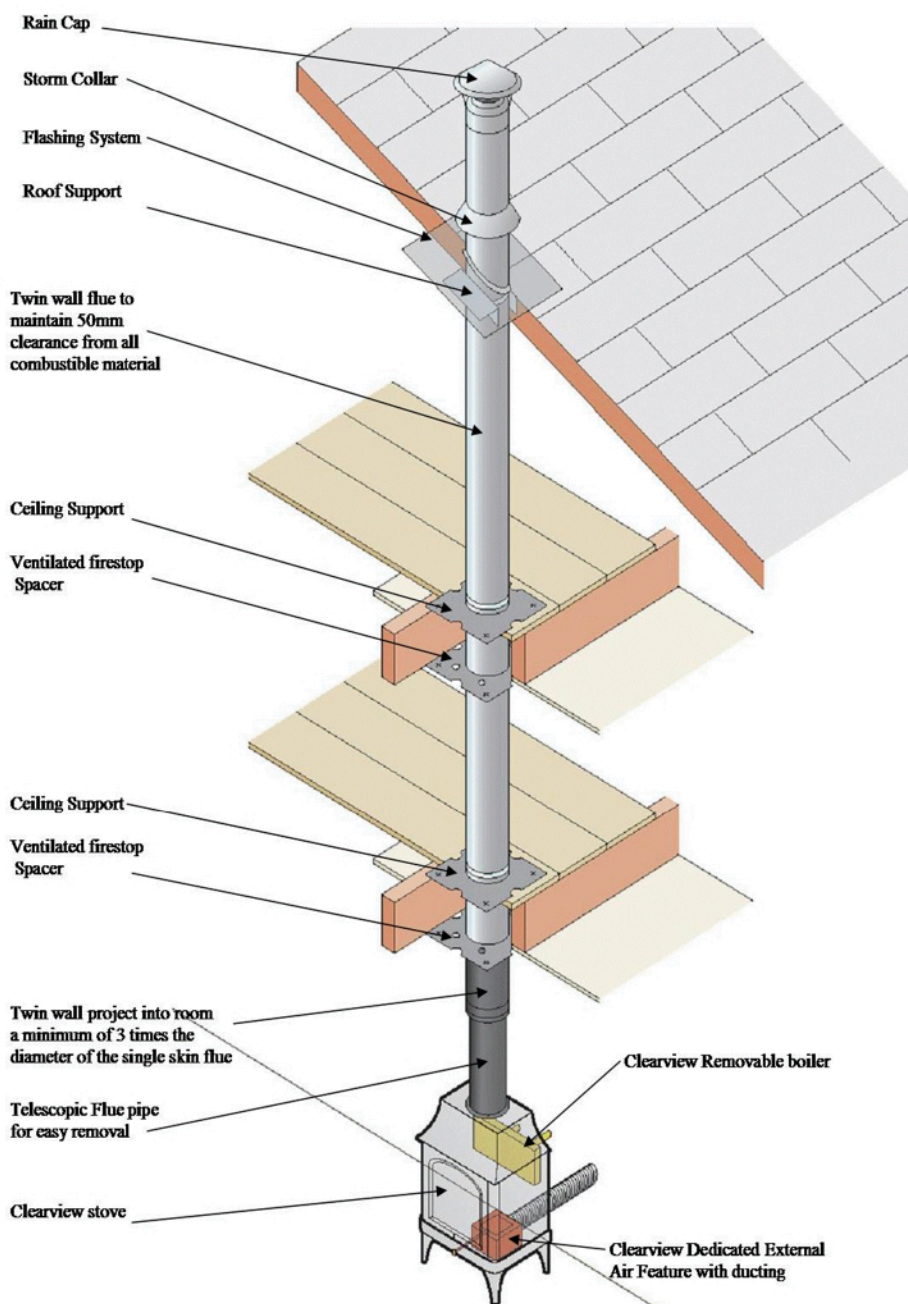 Rain Cap
Storm Collar
Flashing System
Roof Support
Twin wall flue to
maintain 50mm
clearance from all
combustible material
Ceiling Support
Ventilated firestop
Spacer
Ceiling Support
Ventilated firestop
Spacer
Twin wall project into room
a minimum of 3 times the
diameter of the single skin flue
Clearview Removable boiler
Telescopic Flue pipe
for easy removal
Clearview stove
Clearview Dedicated External
Air Feature with ducting